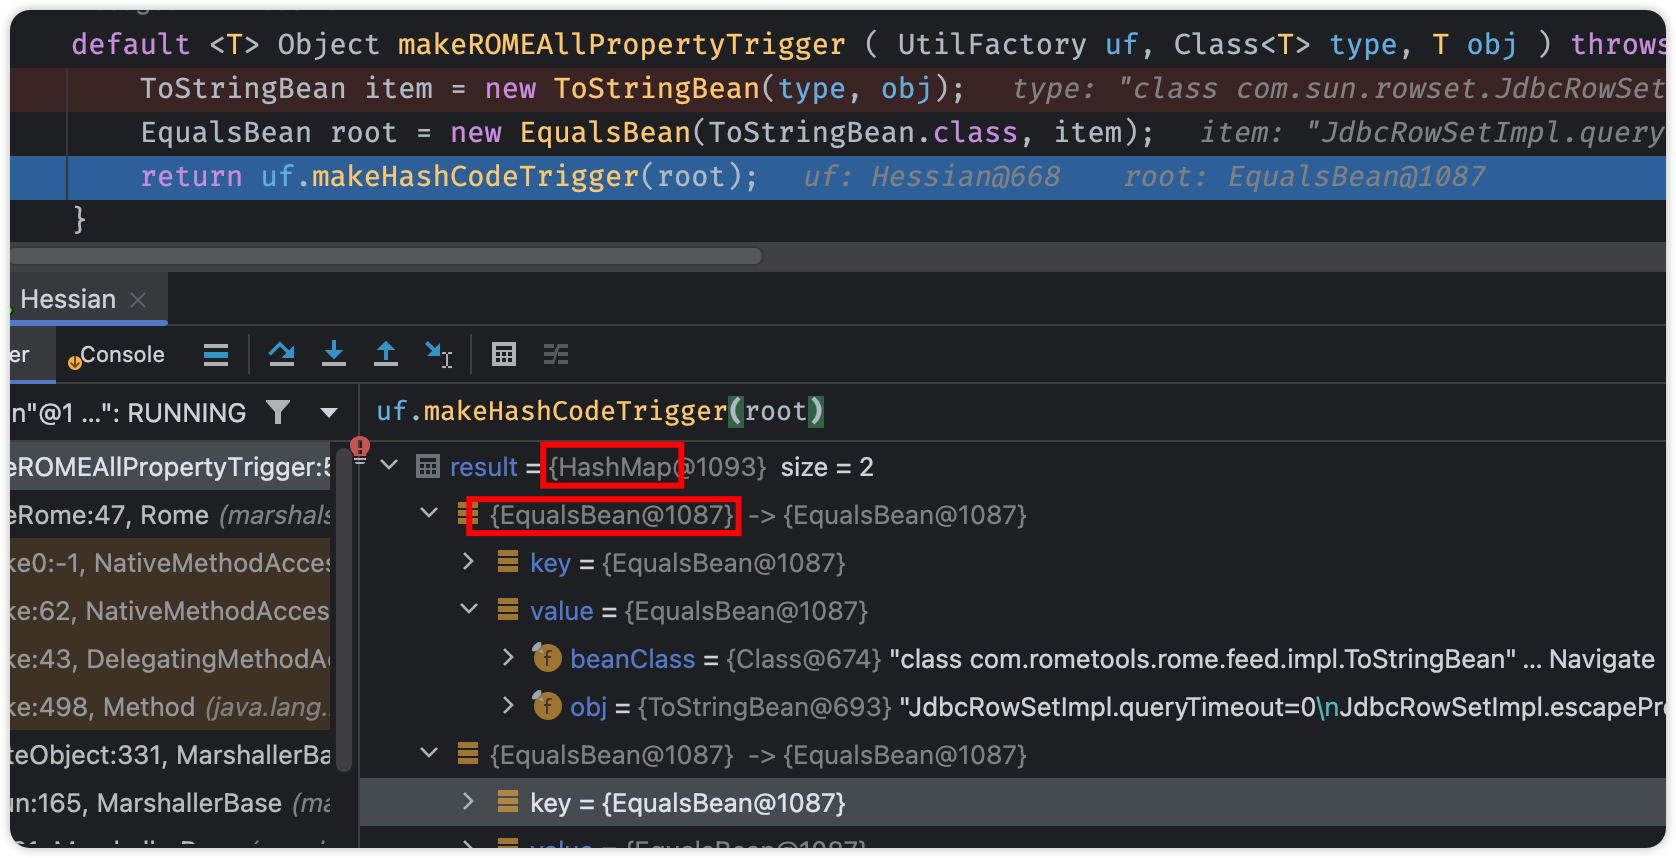 default <T> Object makeROMEAllPropertyTrigger ( UtilFactory uf, Class<T> type, T obj ) throws
ToStringBean item = new ToStringBean(type, obj); type: "class com.sun.rowset.JdbcRowSet
EqualsBean root = new EqualsBean(ToStringBean.class, item); item: "JdbcRowSetImpl.query
return uf.makeHashCodeTrigger(root); uf: Hessian@668 root: EqualsBean@1087
}
Hessian
er Console
n"@1 ...": RUNNING
uf.makeHashCodeTrigger(root)
eROMEAllPropertyTrigger:5
result = {HashMap@1093} size = 2
eRome:47, Rome (marshals
{EqualsBean@1087} -> {EqualsBean@1087}
ke0:-1, NativeMethodAcces
key = {EqualsBean@1087}
ke:62, NativeMethodAcces
value = {EqualsBean@1087}
ke:43, DelegatingMethodA
beanClass = {Class@674} "class com.rometools.rome.feed.impl.ToStringBean" ... Navigate
ke:498, Method (java.lang.
obj = {ToStringBean@693} "JdbcRowSetImpl.queryTimeout=0\nJdbcRowSetImpl.escapePr
teObject:331, MarshallerBa
{EqualsBean@1087} -> {EqualsBean@1087}
un:165, MarshallerBase (ma
key = {EqualsBean@1087}
value = {EqualsBean@1087}